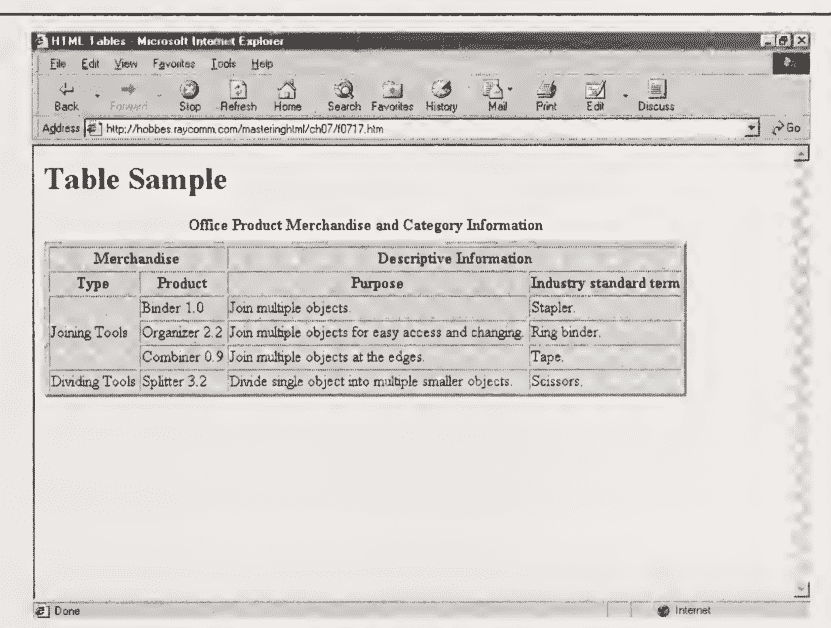 HTML Tables - Microsoft Internet Explorer
File Edit View Favorites Tools Help
Back Forward Stop Refresh Home Search Favorites History Mail Print Edit Discuss
Address http://hobbes.raycomm.com/masteringhtml/ch07/f0717.htm Go
Table Sample
Office Product Merchandise and Category Information
Merchandise Descriptive Information
Type Product Purpose Industry standard term
Joining Tools Binder 1.0 Join multiple objects. Stapler.
Organizer 2.2 Join multiple objects for easy access and changing. Ring binder.
Combiner 0.9 Join multiple objects at the edges. Tape.
Dividing Tools Splitter 3.2 Divide single object into multiple smaller objects. Scissors.
Done Internet